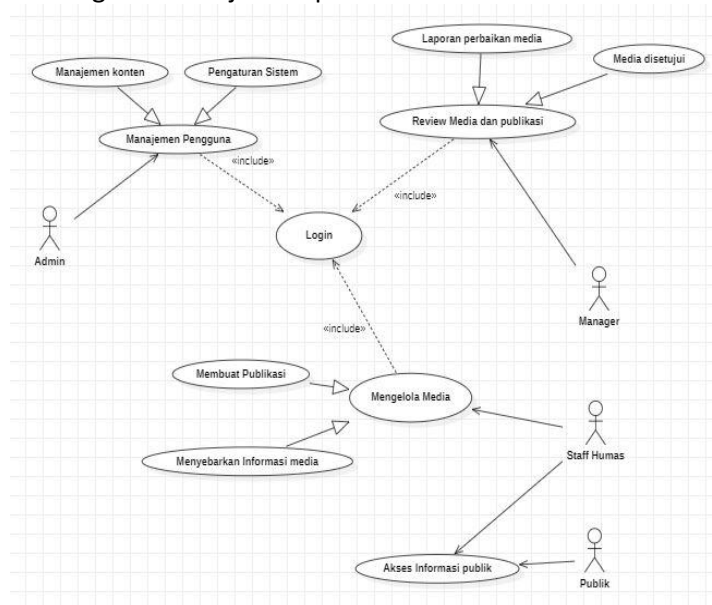 Laporan perbaikan media
Media disetujui
Manajemen konten
Pengaturan Sistem
Review Media dan publikasi
Manajemen Pengguna
«include»
«include»
Login
Admin
Manager
«include»
Membuat Publikasi
Mengelola Media
Staff Humas
Menyebarkan Informasi media
Akses Informasi publik
Publik